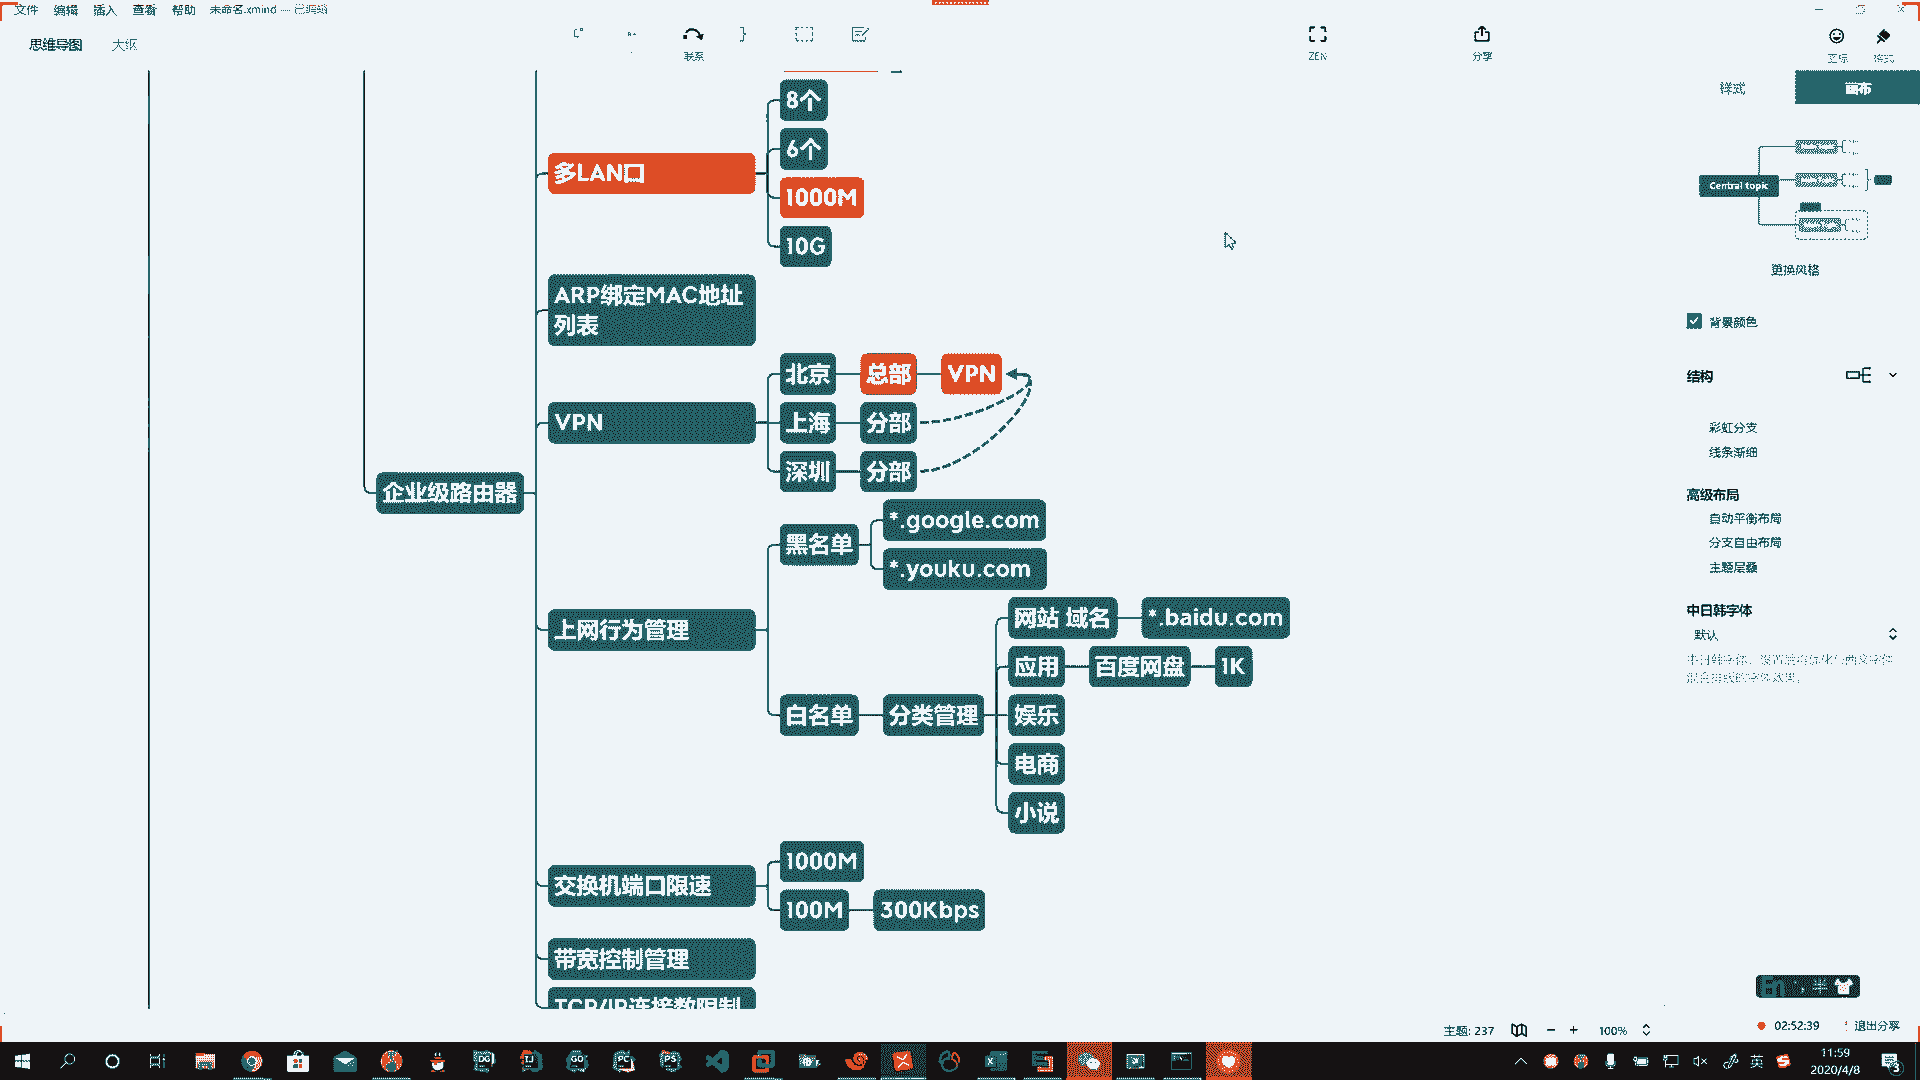 文件 编辑 插入 查看 帮助 未命名.xmind — 已编辑
思维导图 大纲
联系
ZEN
分享
图标
格式
样式
画布
8个
6个
多LAN口
1000M
10G
ARP绑定MAC地址
列表
北京 总部 VPN
VPN
上海 分部
深圳 分部
企业级路由器
*.google.com
黑名单
*.youku.com
网站 域名 *.baidu.com
上网行为管理
应用 百度网盘 1K
白名单 分类管理 娱乐
电商
小说
1000M
交换机端口限速
100M 300Kbps
带宽控制管理
TCP/IP连接数限制
Central topic
更换风格
背景颜色
结构
彩虹分支
线条渐细
高级布局
自动平衡布局
分支自由布局
主题层叠
中日韩字体
默认
En 半
主题: 237
100%
02:52:39
退出分享
英
11:59
2020/4/8